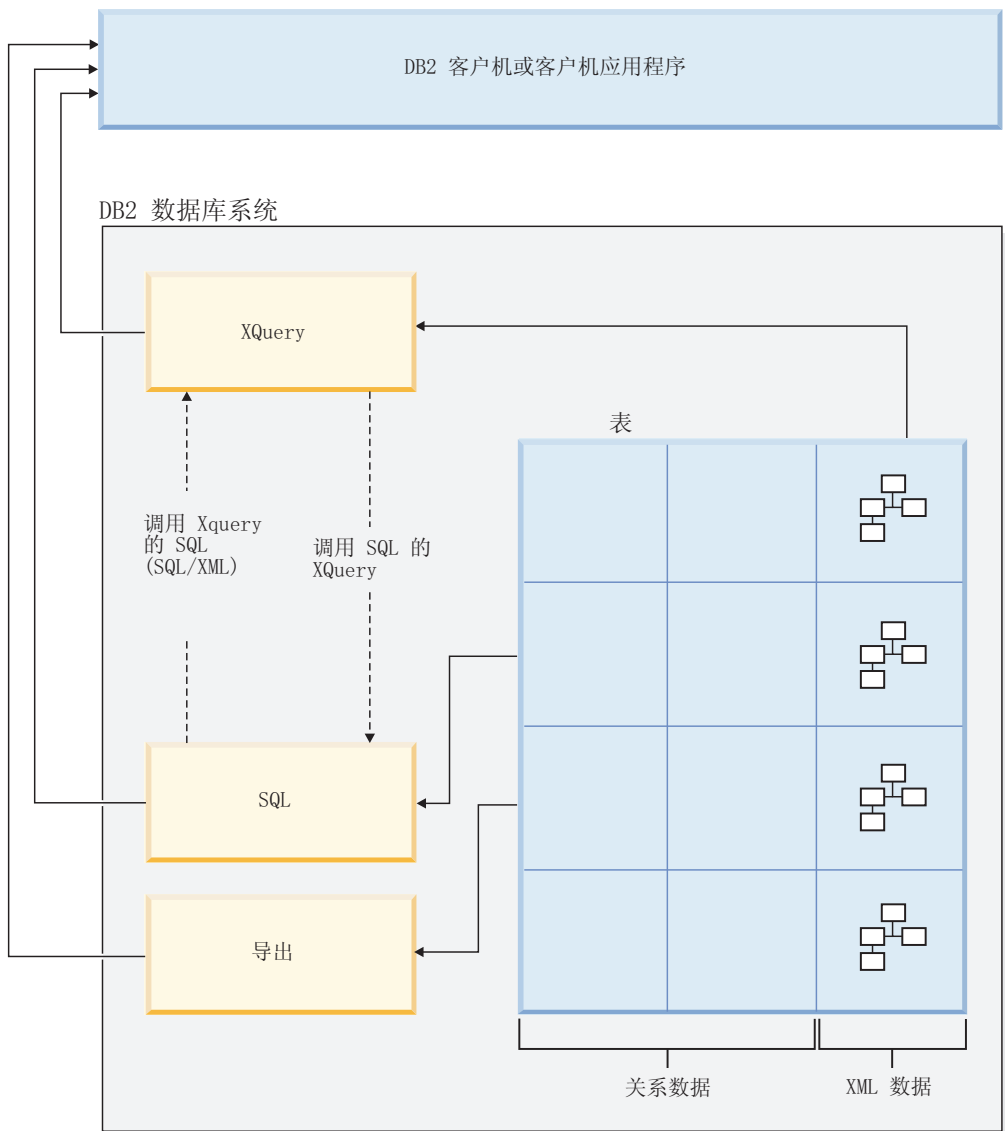 DB2 客户机或客户机应用程序
DB2 数据库系统
XQuery
表
调用 Xquery
的 SQL
(SQL/XML)
调用 SQL 的
XQuery
SQL
导出
关系数据
XML 数据